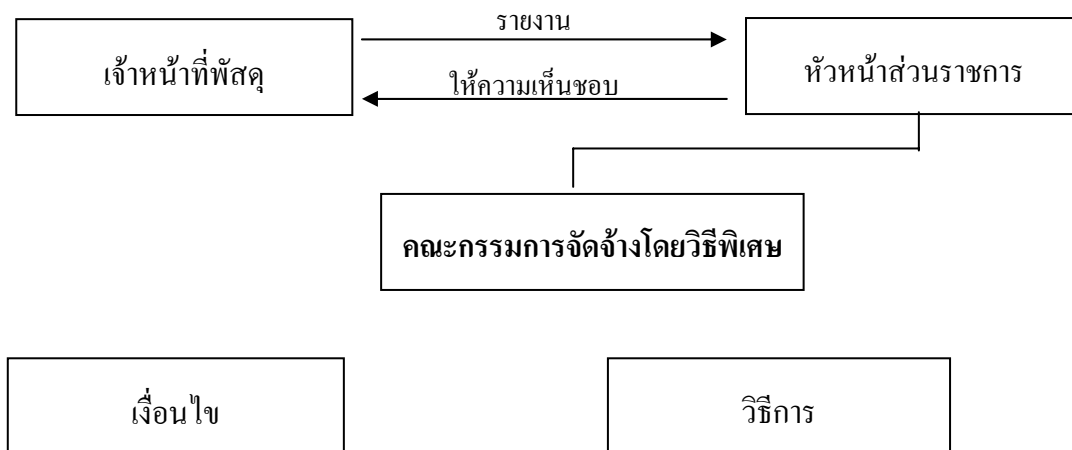 รายงาน
เจ้าหน้าที่พัสดุ
หัวหน้าส่วนราชการ
ให้ความเห็นชอบ
คณะกรรมการจัดจ้างโดยวิธีพิเศษ
เงื่อนไข
วิธีการ